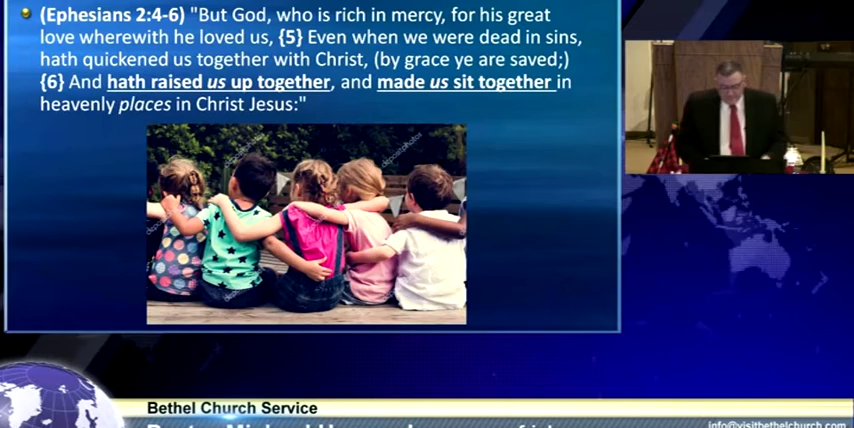 (Ephesians 2:4-6) "But God, who is rich in mercy, for his great
love wherewith he loved us, {5} Even when we were dead in sins,
hath quickened us together with Christ, (by grace ye are saved;)
{6} And hath raised us up together, and made us sit together in
heavenly places in Christ Jesus:"
depositphotos
depositphotos
depositphotos
Bethel Church Service
info@visitbethelchurch.com